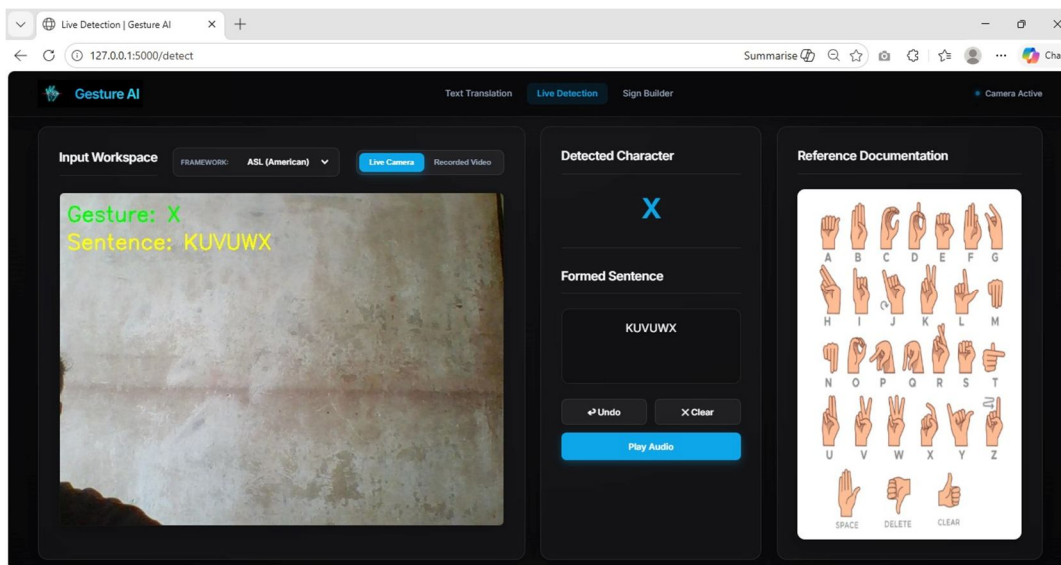 Live Detection | Gesture AI
127.0.0.1:5000/detect
Summarise
Cha
Gesture AI
Text Translation
Live Detection
Sign Builder
Camera Active
Input Workspace
FRAMEWORK:
ASL (American)
Live Camera
Recorded Video
Gesture: X
Sentence: KUVUWX
Detected Character
X
Formed Sentence
KUVUWX
Undo
Clear
Play Audio
Reference Documentation
A B C D E F G
H I J K L M
N O P Q R S T
U V W X Y Z
SPACE DELETE CLEAR